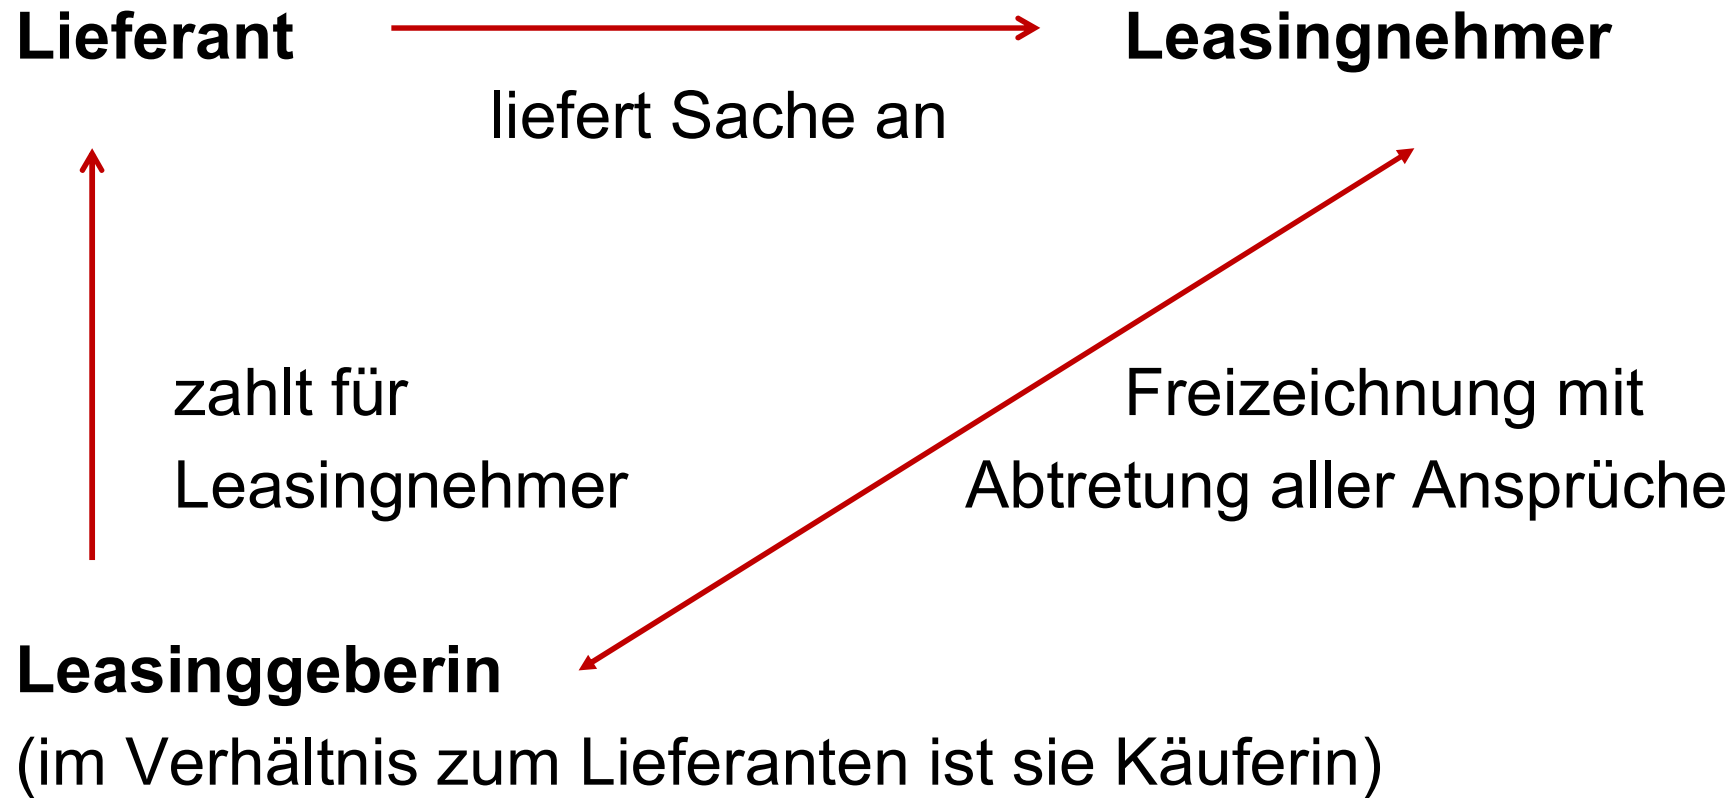 Lieferant
Leasingnehmer
liefert Sache an
zahlt für
Leasingnehmer
Freizeichnung mit
Abtretung aller Ansprüche
Leasinggeberin
(im Verhältnis zum Lieferanten ist sie Käuferin)